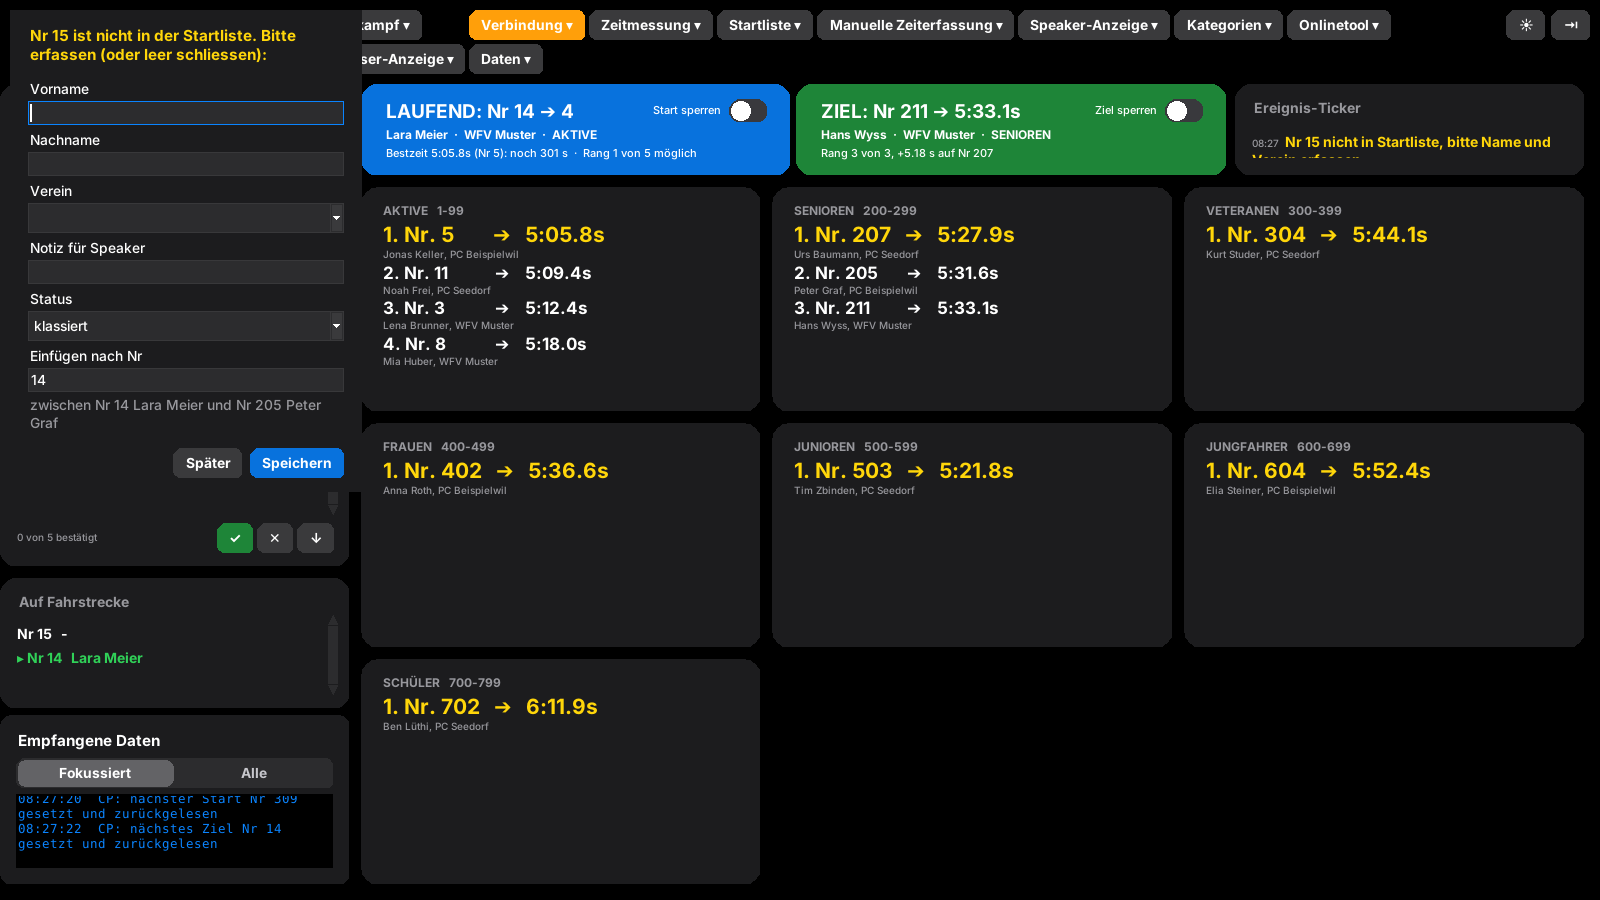 Nr 15 ist nicht in der Startliste. Bitte
erfassen (oder leer schliessen):
Vorname
Nachname
Verein
Notiz für Speaker
Status
klassiert
Einfügen nach Nr
14
zwischen Nr 14 Lara Meier und Nr 205 Peter
Graf
Später
Speichern
Verbindung ▾
Zeitmessung ▾
Startliste ▾
Manuelle Zeiterfassung ▾
Speaker-Anzeige ▾
Kategorien ▾
Onlinetool ▾
Daten ▾
LAUFEND: Nr 14 → 4
Start sperren
Lara Meier · WFV Muster · AKTIVE
Bestzeit 5:05.8s (Nr 5): noch 301 s · Rang 1 von 5 möglich
ZIEL: Nr 211 → 5:33.1s
Ziel sperren
Hans Wyss · WFV Muster · SENIOREN
Rang 3 von 3, +5.18 s auf Nr 207
Ereignis-Ticker
08:27 Nr 15 nicht in Startliste, bitte Name und
AKTIVE 1-99
1. Nr. 5 → 5:05.8s
Jonas Keller, PC Beispielwil
2. Nr. 11 → 5:09.4s
Noah Frei, PC Seedorf
3. Nr. 3 → 5:12.4s
Lena Brunner, WFV Muster
4. Nr. 8 → 5:18.0s
Mia Huber, WFV Muster
SENIOREN 200-299
1. Nr. 207 → 5:27.9s
Urs Baumann, PC Seedorf
2. Nr. 205 → 5:31.6s
Peter Graf, PC Beispielwil
3. Nr. 211 → 5:33.1s
Hans Wyss, WFV Muster
VETERANEN 300-399
1. Nr. 304 → 5:44.1s
Kurt Studer, PC Seedorf
FRAUEN 400-499
1. Nr. 402 → 5:36.6s
Anna Roth, PC Beispielwil
JUNIOREN 500-599
1. Nr. 503 → 5:21.8s
Tim Zbinden, PC Seedorf
JUNGFAHRER 600-699
1. Nr. 604 → 5:52.4s
Elia Steiner, PC Beispielwil
SCHÜLER 700-799
1. Nr. 702 → 6:11.9s
Ben Lüthi, PC Seedorf
0 von 5 bestätigt
Auf Fahrstrecke
Nr 15 -
▸ Nr 14 Lara Meier
Empfangene Daten
Fokussiert
Alle
08:27:20 CP: nächster Start Nr 309
gesetzt und zurückgelesen
08:27:22 CP: nächstes Ziel Nr 14
gesetzt und zurückgelesen